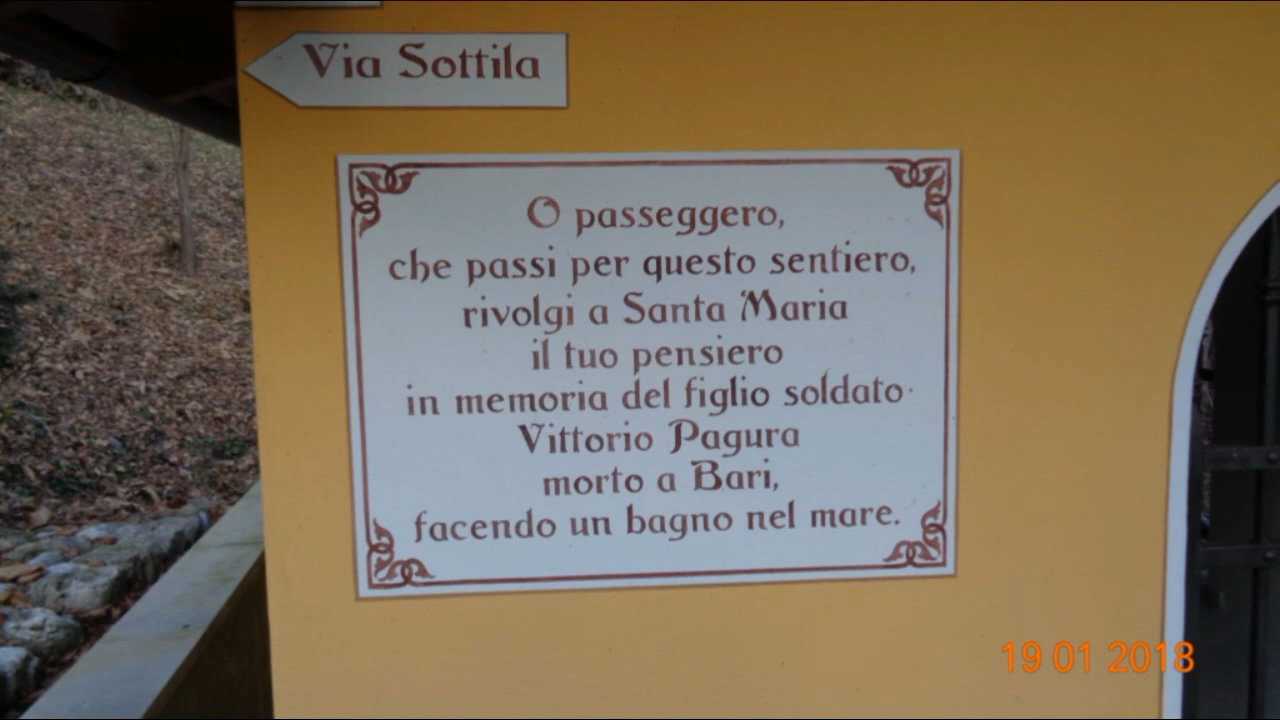 Via Sottila
O passeggero,
che passi per questo sentiero,
rivolgi a Santa Maria
il tuo pensiero
in memoria del figlio soldato
Vittorio Pagura
morto a Bari,
facendo un bagno nel mare.
19 01 2018